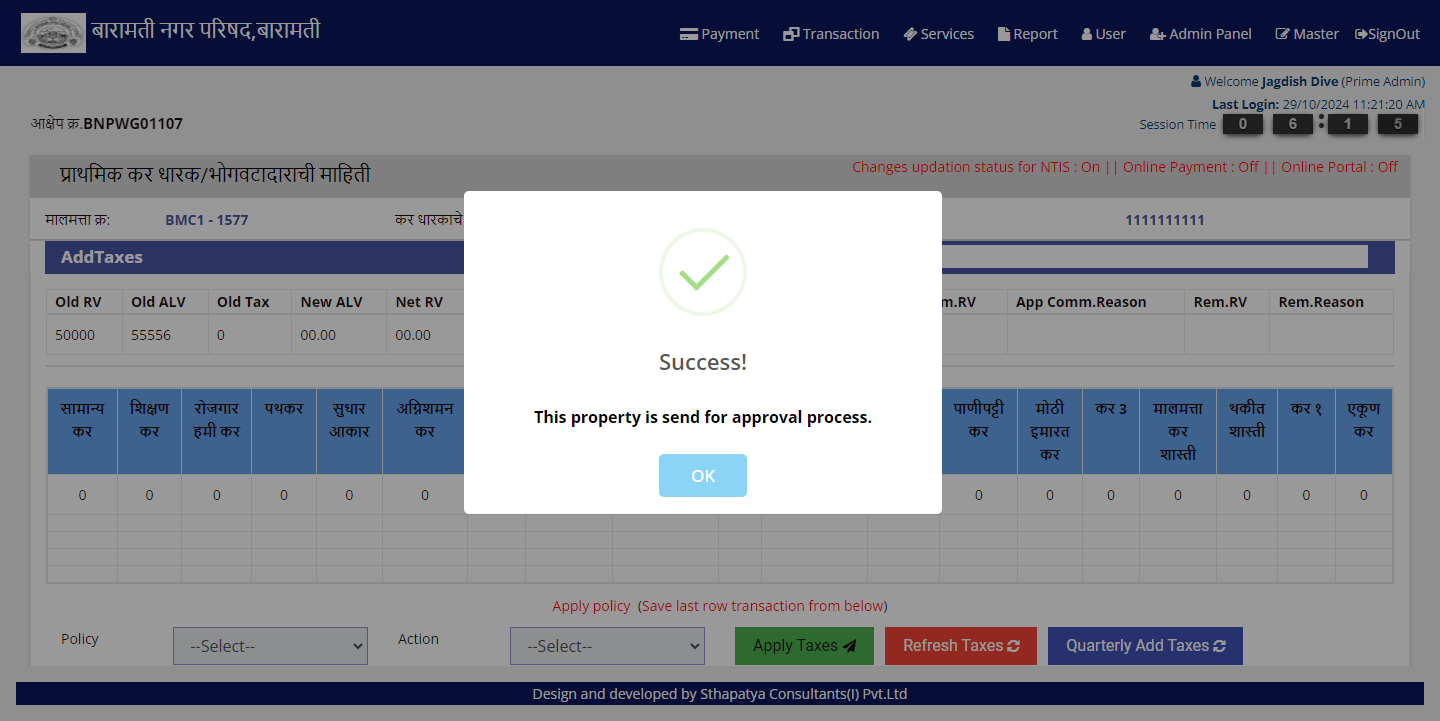 बारामती नगर परिषद,बारामती
Payment Transaction Services Report User Admin Panel Master SignOut
Welcome Jagdish Dive (Prime Admin)
Last Login: 29/10/2024 11:21:20 AM
आक्षेप क्र.BNPWG01107
Session Time 0 6 : 1 5
प्राथमिक कर धारक/भोगवटादाराची माहिती
Changes updation status for NTIS : On || Online Payment : Off || Online Portal : Off
मालमत्ता क्र: BMC1 - 1577 कर धारकाचे 1111111111
AddTaxes
Old RV Old ALV Old Tax New ALV Net RV m.RV App Comm.Reason Rem.RV Rem.Reason
50000 55556 0 00.00 00.00
Success!
This property is send for approval process.
OK
सामान्य कर शिक्षण कर रोजगार हमी कर पथकर सुधार आकार अग्निशमन कर पाणीपट्टी कर मोठी इमारत कर कर 3 मालमत्ता कर शास्ती थकीत शास्ती कर १ एकूण कर
0 0 0 0 0 0 0 0 0 0 0 0 0
Apply policy (Save last row transaction from below)
Policy --Select-- Action --Select-- Apply Taxes Refresh Taxes Quarterly Add Taxes
Design and developed by Sthapatya Consultants(I) Pvt.Ltd